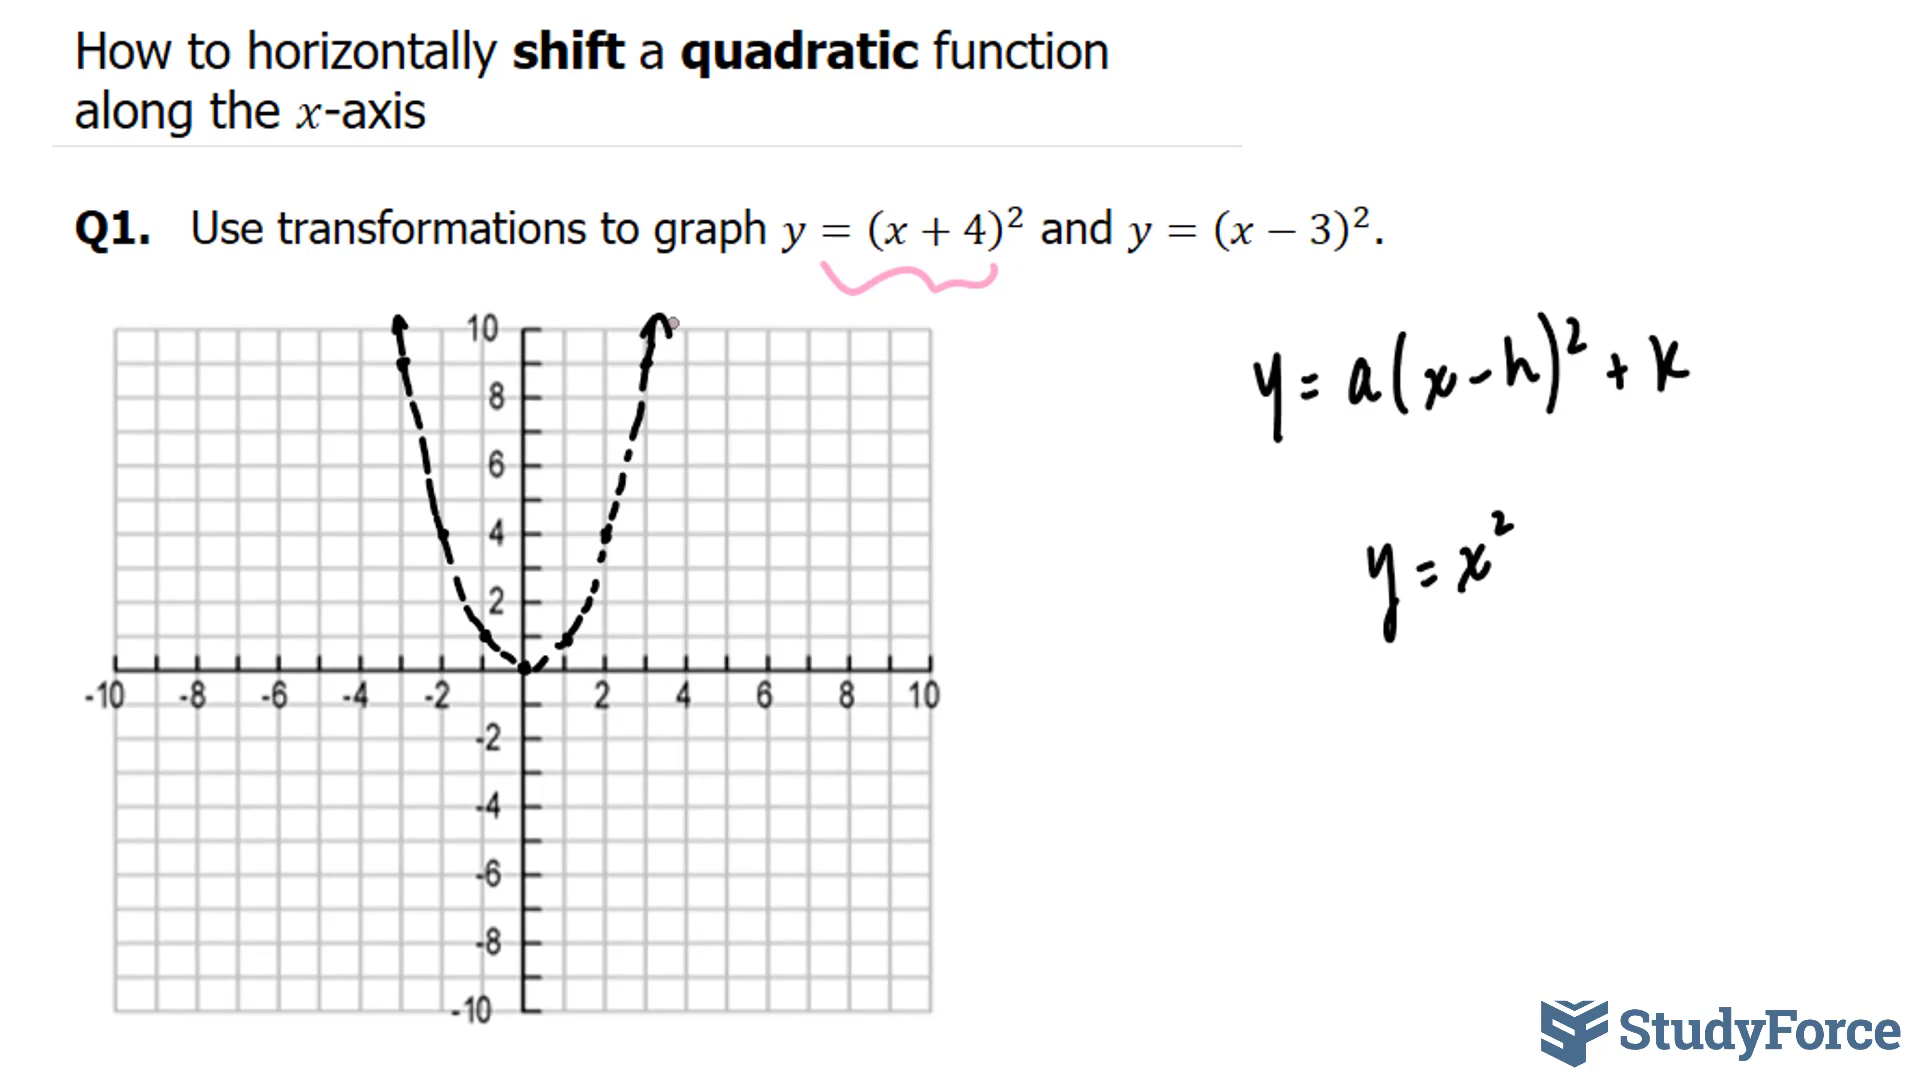 How to horizontally shift a quadratic function
along the x-axis
Q1. Use transformations to graph y = (x + 4)² and y = (x − 3)².
10
8
6
4
2
-10 -8 -6 -4 -2 2 4 6 8 10
-2
-4
-6
-8
-10
y = a(x-h)² + k
y = x²
StudyForce